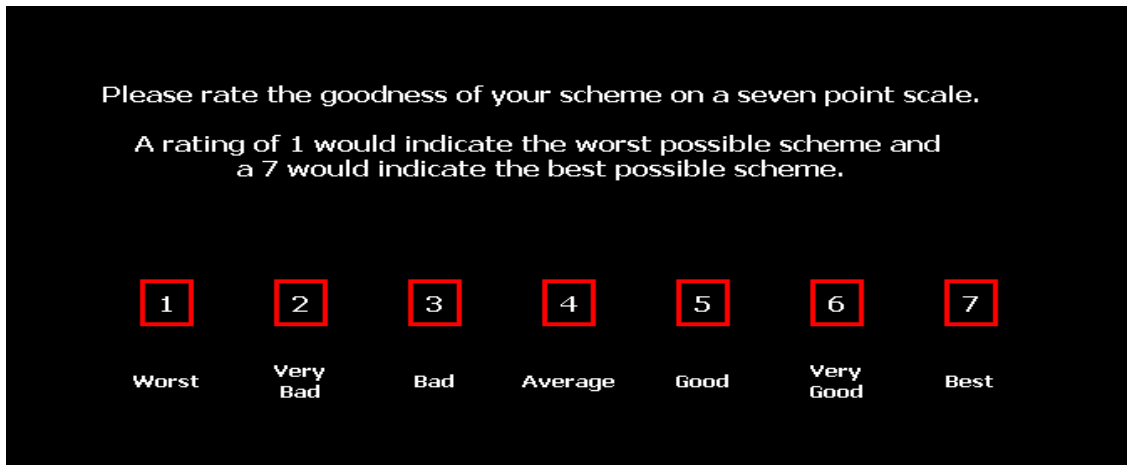 Please rate the goodness of your scheme on a seven point scale.
A rating of 1 would indicate the worst possible scheme and
a 7 would indicate the best possible scheme.
1 2 3 4 5 6 7
Worst Very Bad Bad Average Good Very Good Best